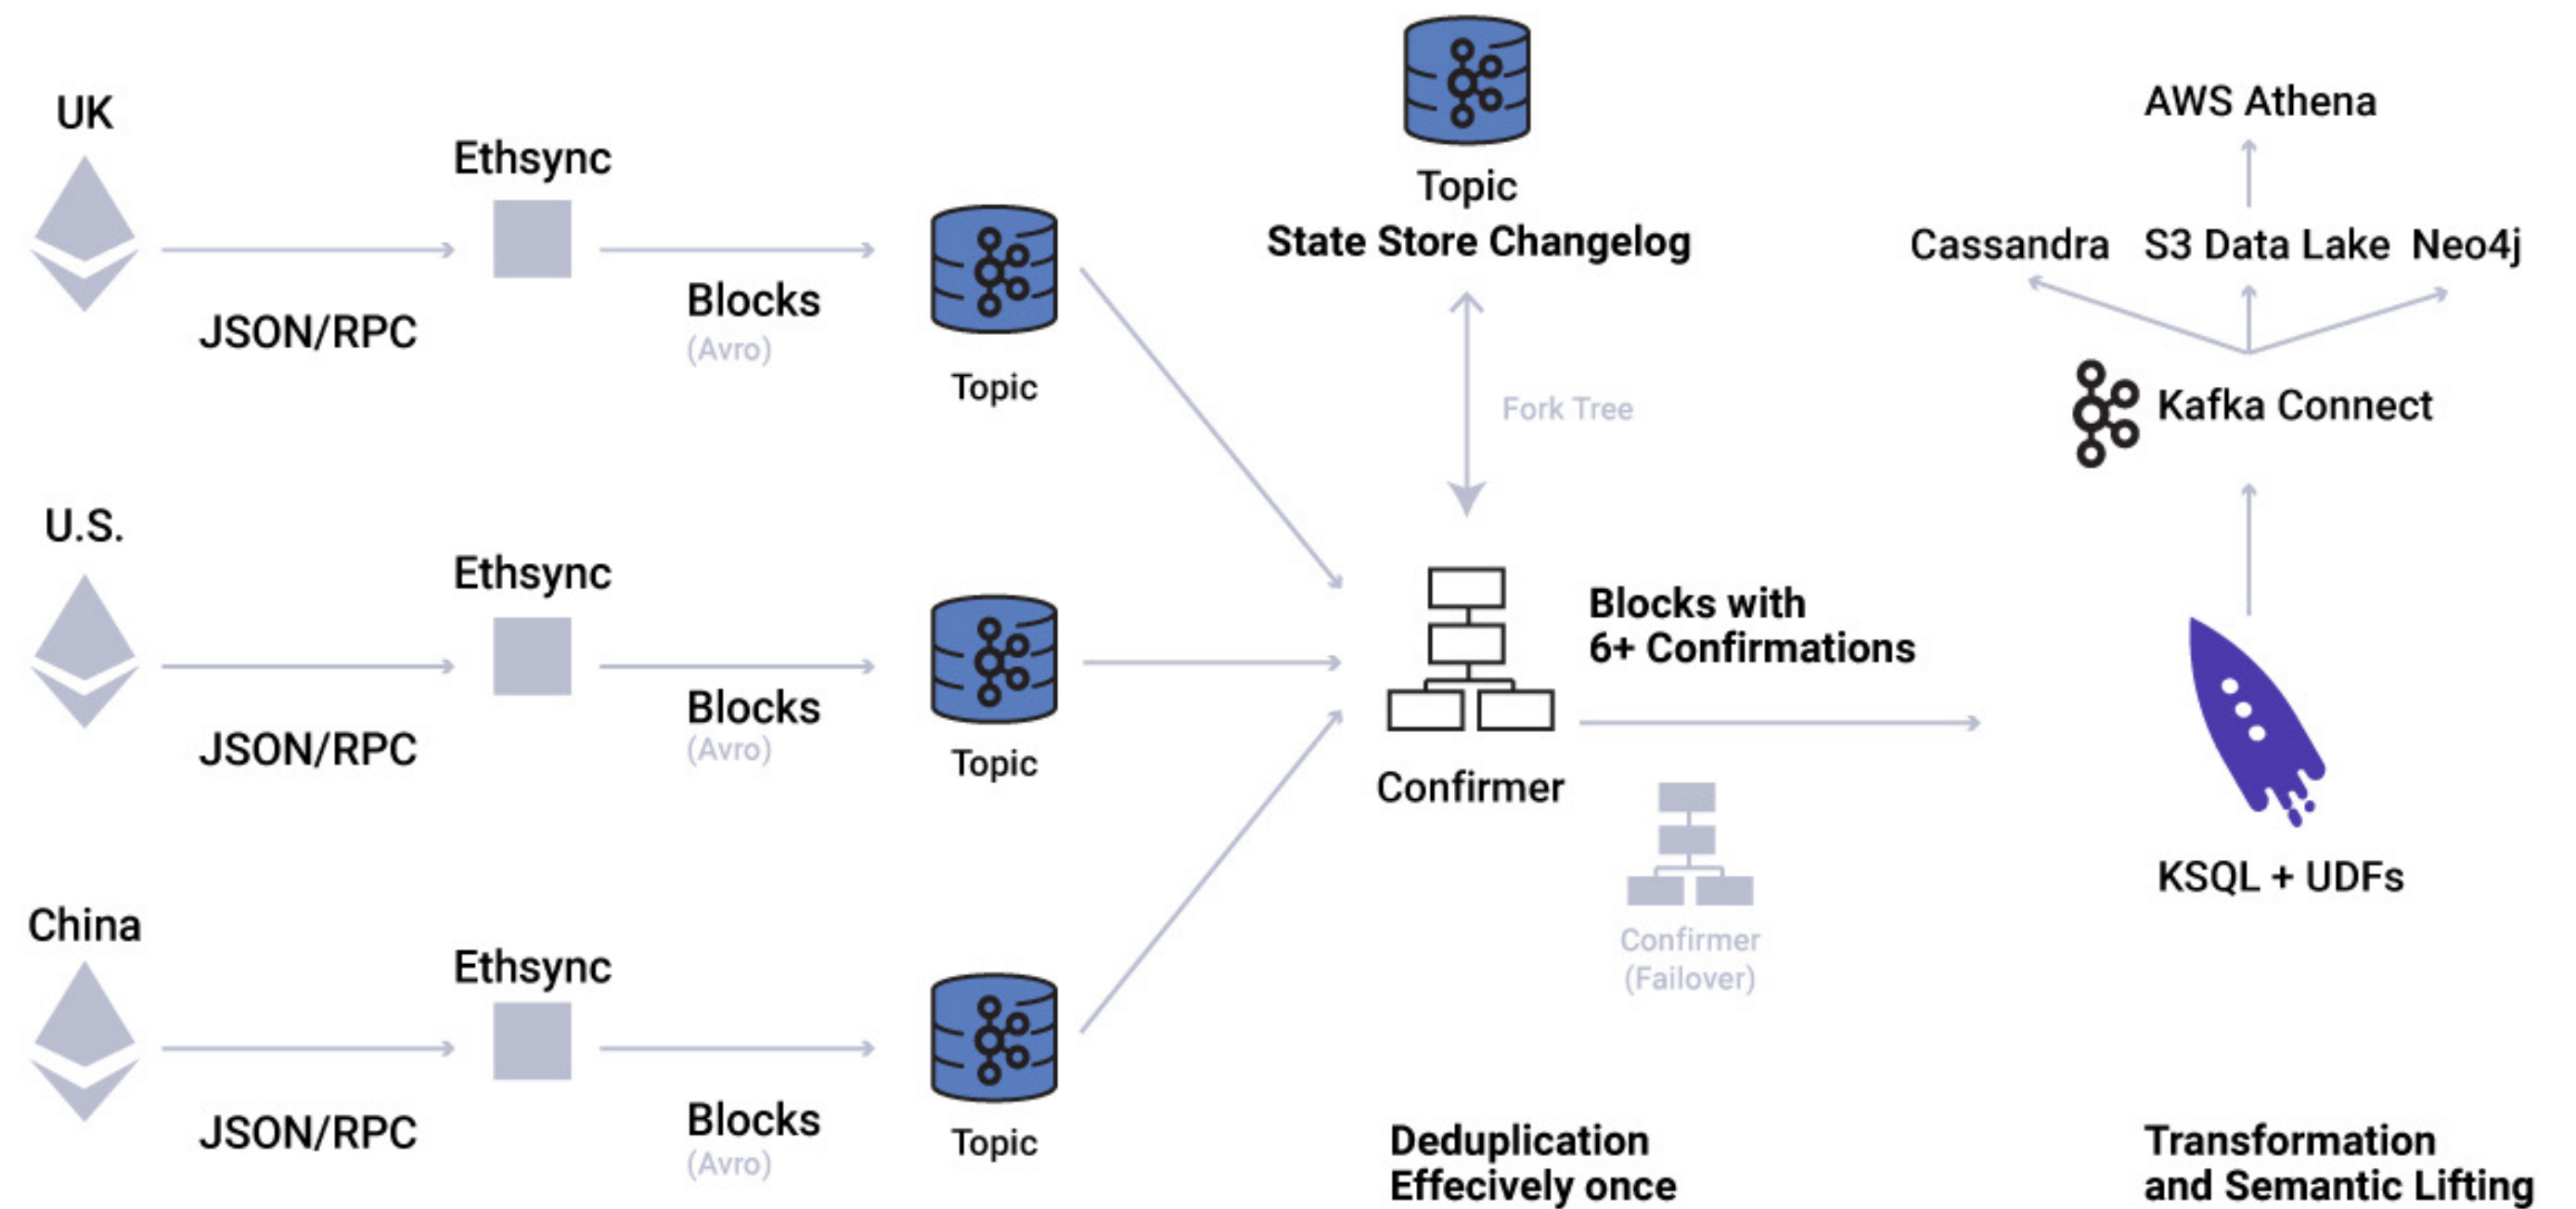 UK
Ethsync
JSON/RPC
Blocks
(Avro)
Topic
U.S.
Ethsync
JSON/RPC
Blocks
(Avro)
Topic
China
Ethsync
JSON/RPC
Blocks
(Avro)
Topic
Topic
State Store Changelog
Fork Tree
Confirmer
Blocks with
6+ Confirmations
Confirmer
(Failover)
Deduplication
Effecively once
AWS Athena
Cassandra
S3 Data Lake
Neo4j
Kafka Connect
KSQL + UDFs
Transformation
and Semantic Lifting